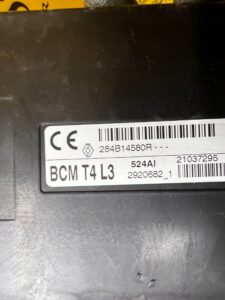 CE
284B14580R---
BCM T4 L3
524AI
21037295
2920682_1